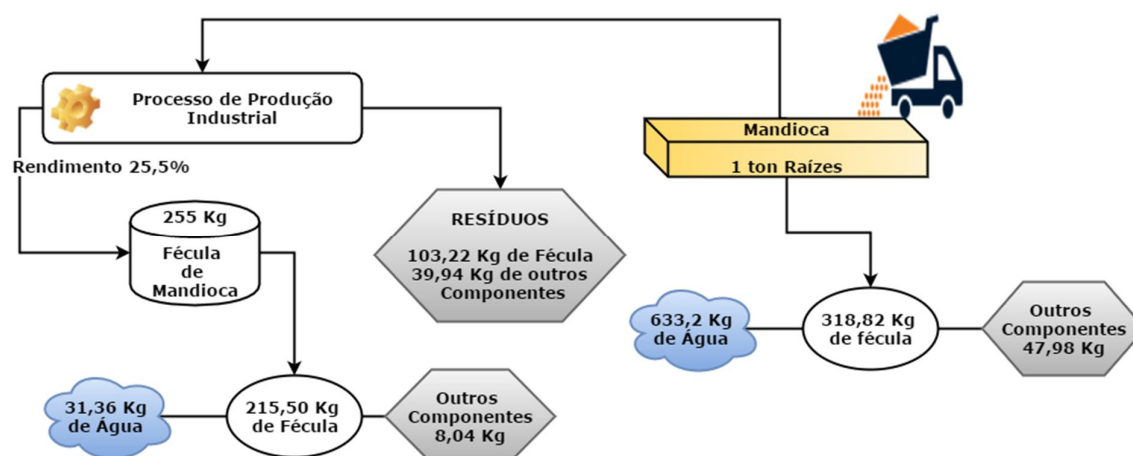 Processo de Produção
Industrial
Rendimento 25,5%
255 Kg
Fécula
de
Mandioca
RESÍDUOS
103,22 Kg de Fécula
39,94 Kg de outros
Componentes
31,36 Kg
de Água
215,50 Kg
de Fécula
Outros
Componentes
8,04 Kg
Mandioca
1 ton Raízes
633,2 Kg
de Água
318,82 Kg
de fécula
Outros
Componentes
47,98 Kg